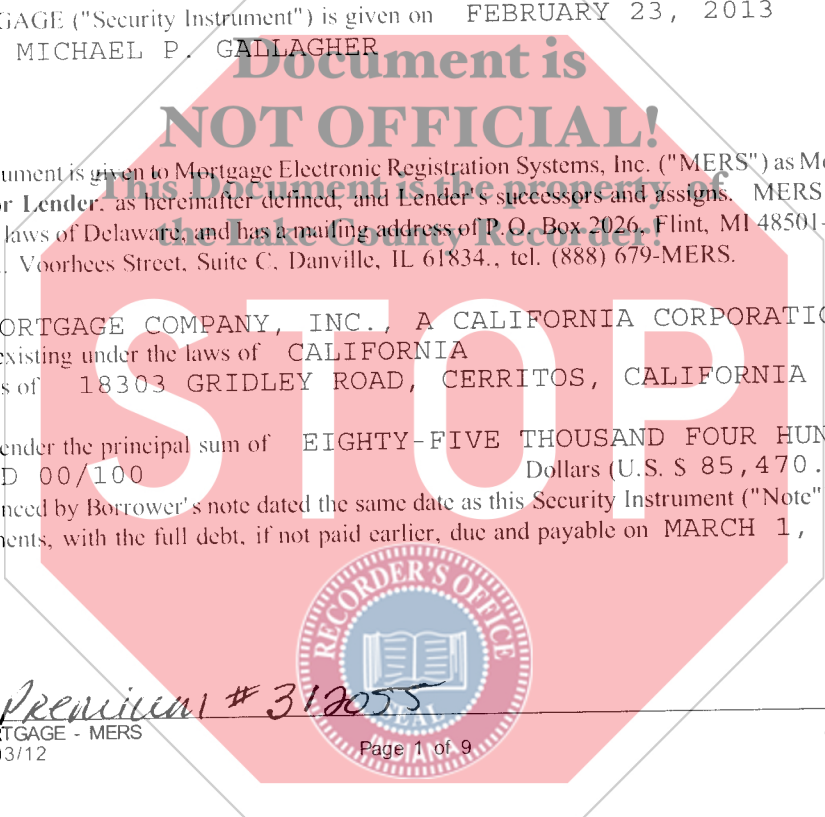 GAGE ("Security Instrument") is given on FEBRUARY 23, 2013
MICHAEL P. GALLAGHER
Document is
NOT OFFICIAL!
ument is given to Mortgage Electronic Registration Systems, Inc. ("MERS") as Mo
This Document is the property of
r Lender, as hereinafter defined, and Lender's successors and assigns. MERS
the Lake County Recorder!
laws of Delaware, and has a mailing address of P.O. Box 2026, Flint, MI 48501-
. Voorhees Street, Suite C, Danville, IL 61834., tel. (888) 679-MERS.
ORTGAGE COMPANY, INC., A CALIFORNIA CORPORATIO
existing under the laws of CALIFORNIA
s of 18303 GRIDLEY ROAD, CERRITOS, CALIFORNIA
STOP
ender the principal sum of EIGHTY-FIVE THOUSAND FOUR HUN
D 00/100 Dollars (U.S. $ 85,470.
nced by Borrower's note dated the same date as this Security Instrument ("Note"
ents, with the full debt, if not paid earlier, due and payable on MARCH 1,
RECORDER'S OFFICE
SEAL
INDIANA
Premium # 312055
TGAGE - MERS
03/12
Page 1 of 9